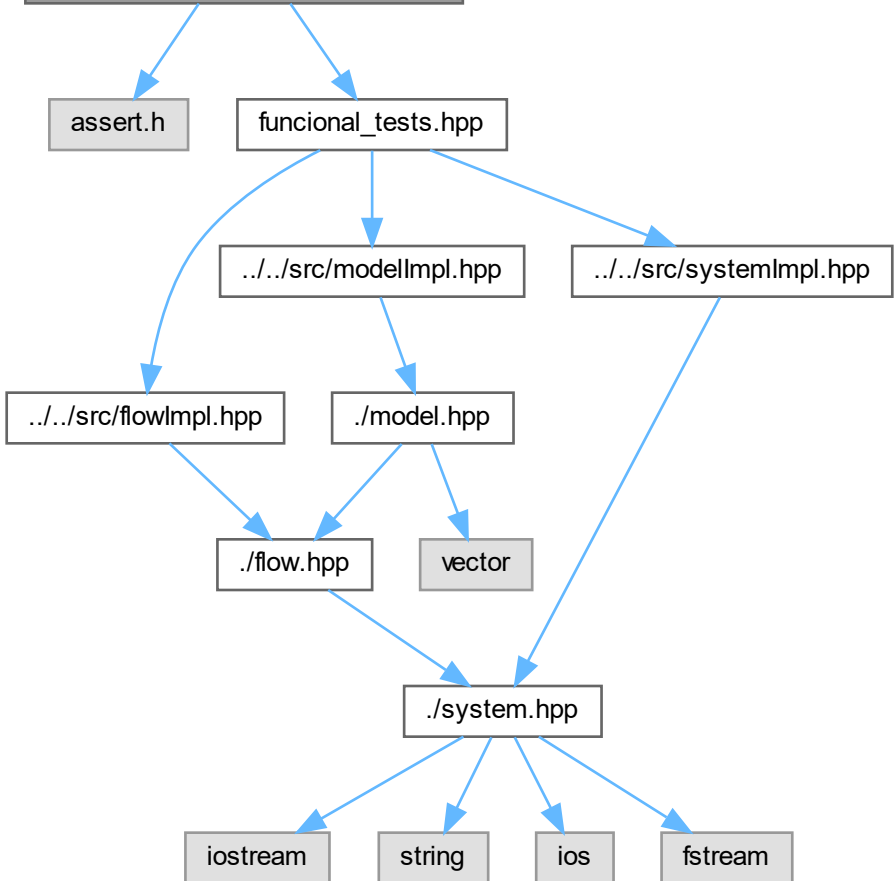 assert.h
funcional_tests.hpp
../../src/modelImpl.hpp
../../src/systemImpl.hpp
../../src/flowImpl.hpp
./model.hpp
./flow.hpp
vector
./system.hpp
iostream
string
ios
fstream